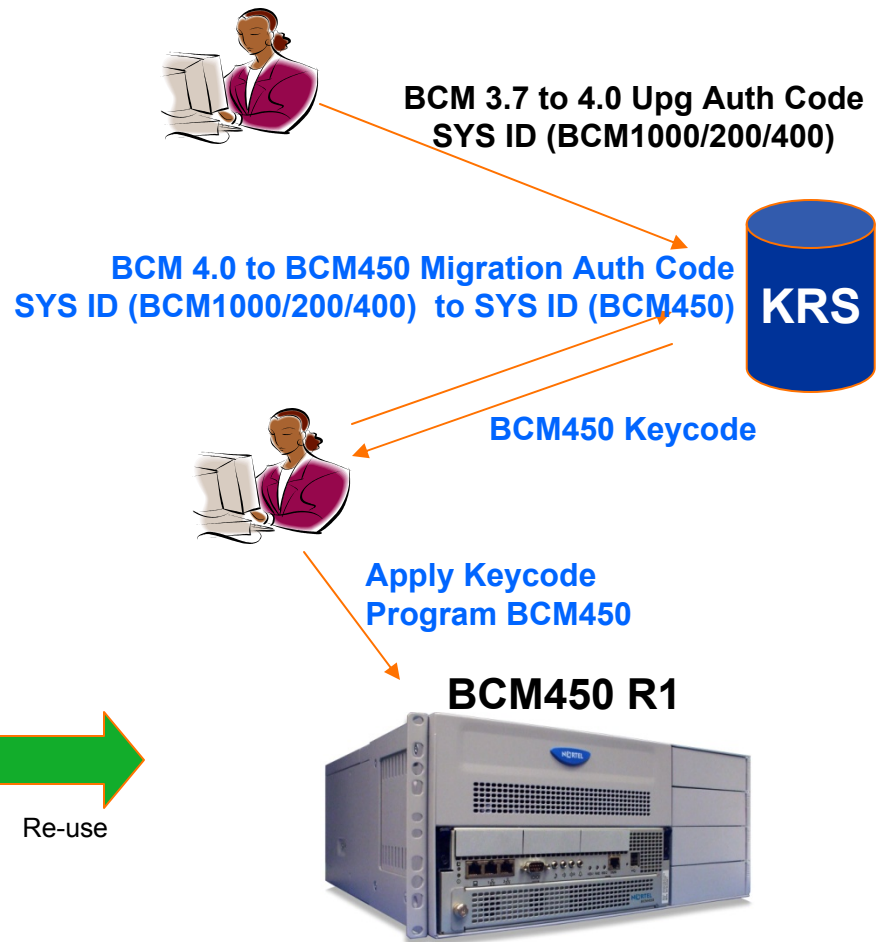 BCM 3.7 to 4.0 Upg Auth Code
SYS ID (BCM1000/200/400)
BCM 4.0 to BCM450 Migration Auth Code
SYS ID (BCM1000/200/400) to SYS ID (BCM450)
KRS
BCM450 Keycode
Apply Keycode
Program BCM450
BCM450 R1
NORTEL
Re-use
NORTEL